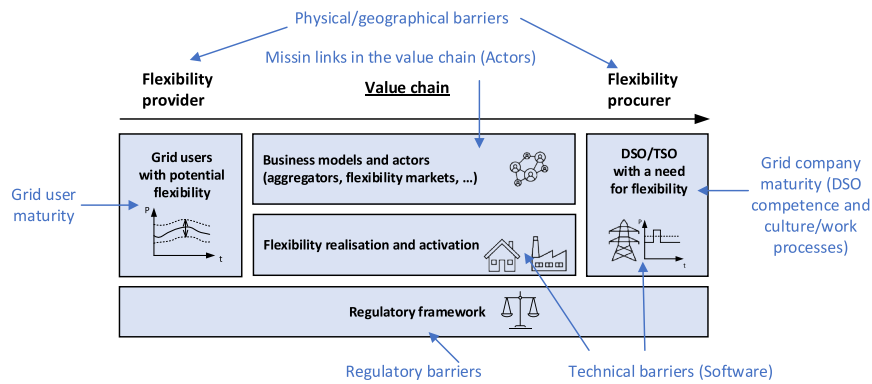 Physical/geographical barriers
Missin links in the value chain (Actors)
Flexibility
provider
Value chain
Flexibility
procurer
Grid user
maturity
Grid users
with potential
flexibility
P
t
Business models and actors
(aggregators, flexibility markets, ...)
Flexibility realisation and activation
DSO/TSO
with a need
for flexibility
P
t
Grid company
maturity (DSO
competence and
culture/work
processes)
Regulatory framework
Regulatory barriers
Technical barriers (Software)